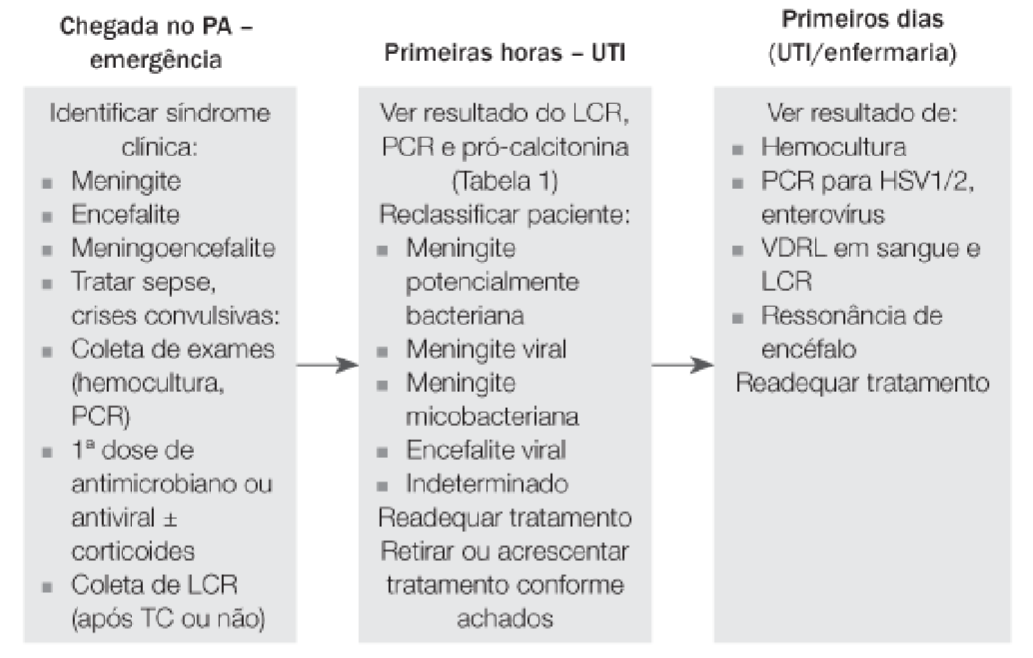 Chegada no PA –
emergência
Identificar síndrome
clínica:
▪ Meningite
▪ Encefalite
▪ Meningoencefalite
▪ Tratar sepse,
crises convulsivas:
▪ Coleta de exames
(hemocultura,
PCR)
▪ 1ª dose de
antimicrobiano ou
antiviral ±
corticoides
▪ Coleta de LCR
(após TC ou não)
Primeiras horas – UTI
Ver resultado do LCR,
PCR e pró-calcitonina
(Tabela 1)
Reclassificar paciente:
▪ Meningite
potencialmente
bacteriana
▪ Meningite viral
▪ Meningite
micobacteriana
▪ Encefalite viral
▪ Indeterminado
Readequar tratamento
Retirar ou acrescentar
tratamento conforme
achados
Primeiros dias
(UTI/enfermaria)
Ver resultado de:
▪ Hemocultura
▪ PCR para HSV1/2,
enterovírus
▪ VDRL em sangue e
LCR
▪ Ressonância de
encéfalo
Readequar tratamento